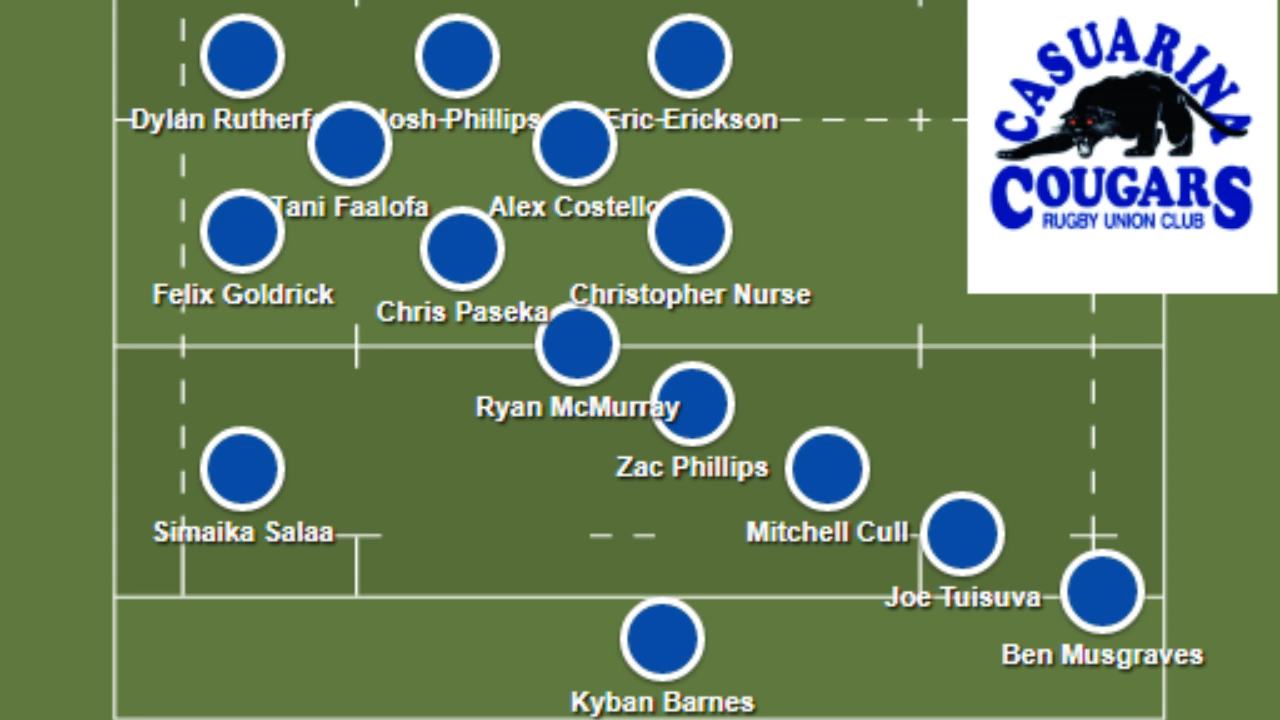 CASUARINA
COUGARS
RUGBY UNION CLUB
Dylan Rutherf
Josh Phillips
Eric Erickson
Tani Faalofa
Alex Costello
Felix Goldrick
Chris Paseka
Christopher Nurse
Ryan McMurray
Zac Phillips
Simaika Salaa
Mitchell Cull
Joe Tuisuva
Ben Musgraves
Kyban Barnes